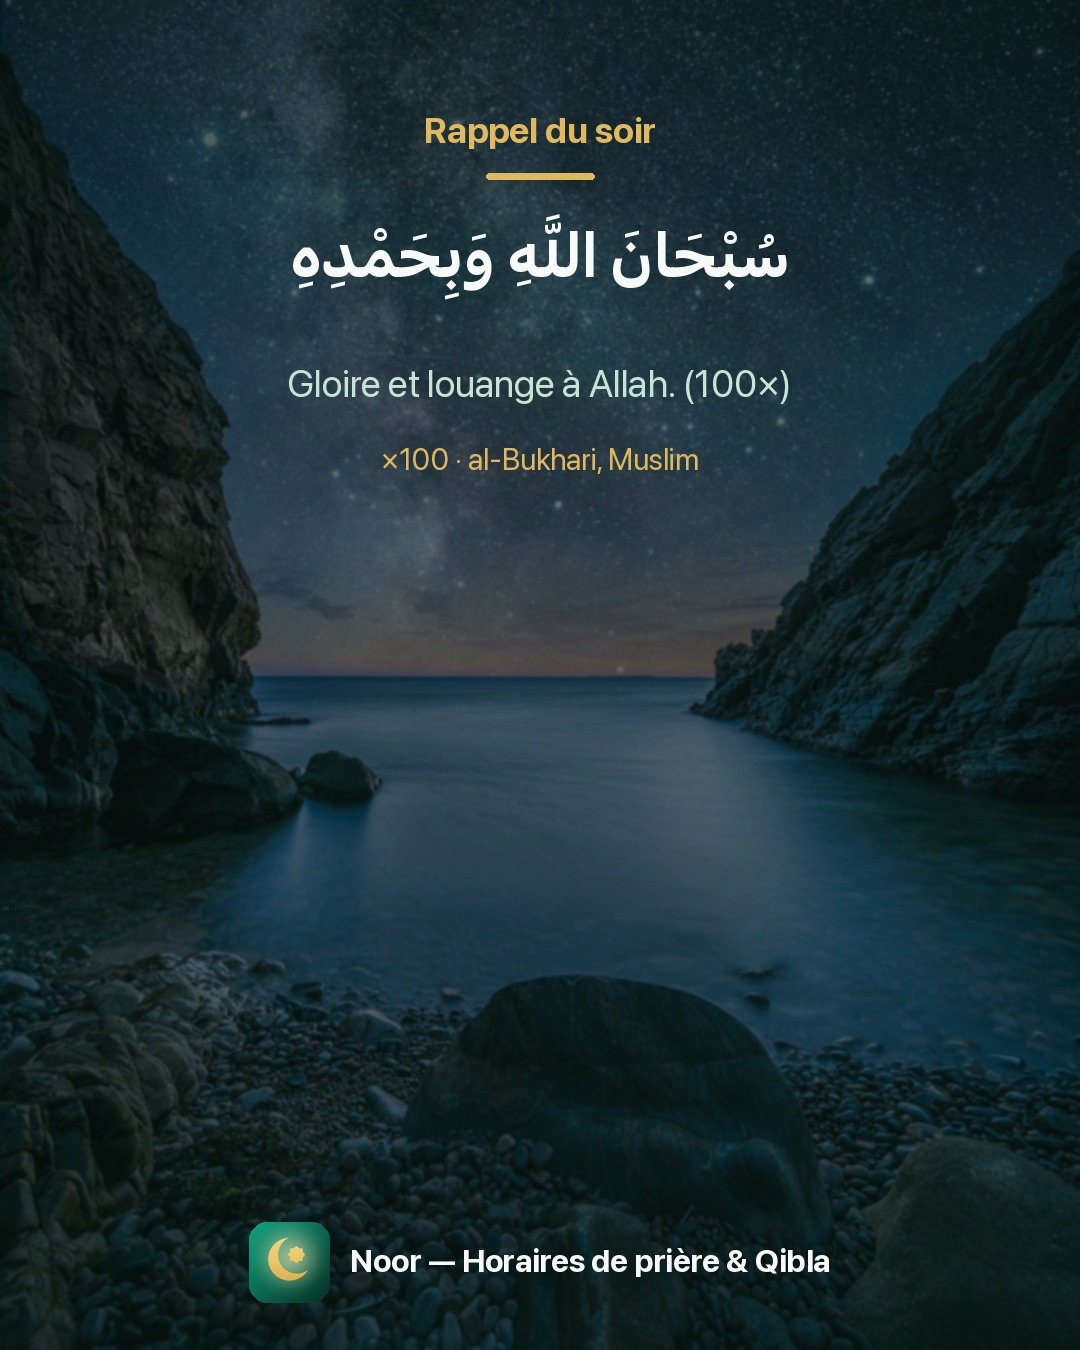 Rappel du soir
سُبْحَانَ اللَّهِ وَبِحَمْدِهِ
Gloire et louange à Allah. (100×)
×100 · al-Bukhari, Muslim
Noor — Horaires de prière & Qibla